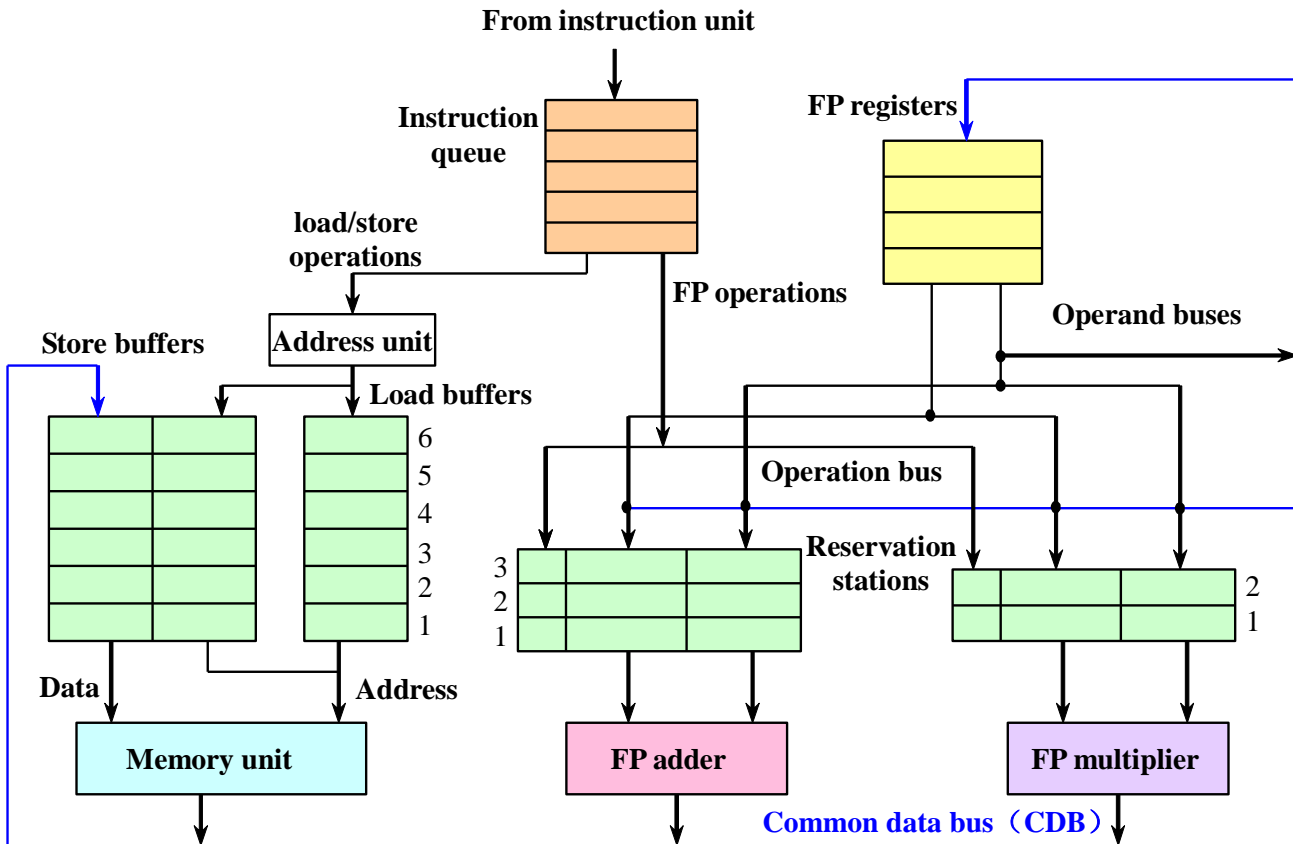 From instruction unit
Instruction
queue
FP registers
load/store
operations
FP operations
Operand buses
Address unit
Store buffers
Load buffers
6
5
4
3
2
1
Operation bus
Reservation
stations
3
2
1
2
1
Data
Address
Memory unit
FP adder
FP multiplier
Common data bus（CDB）